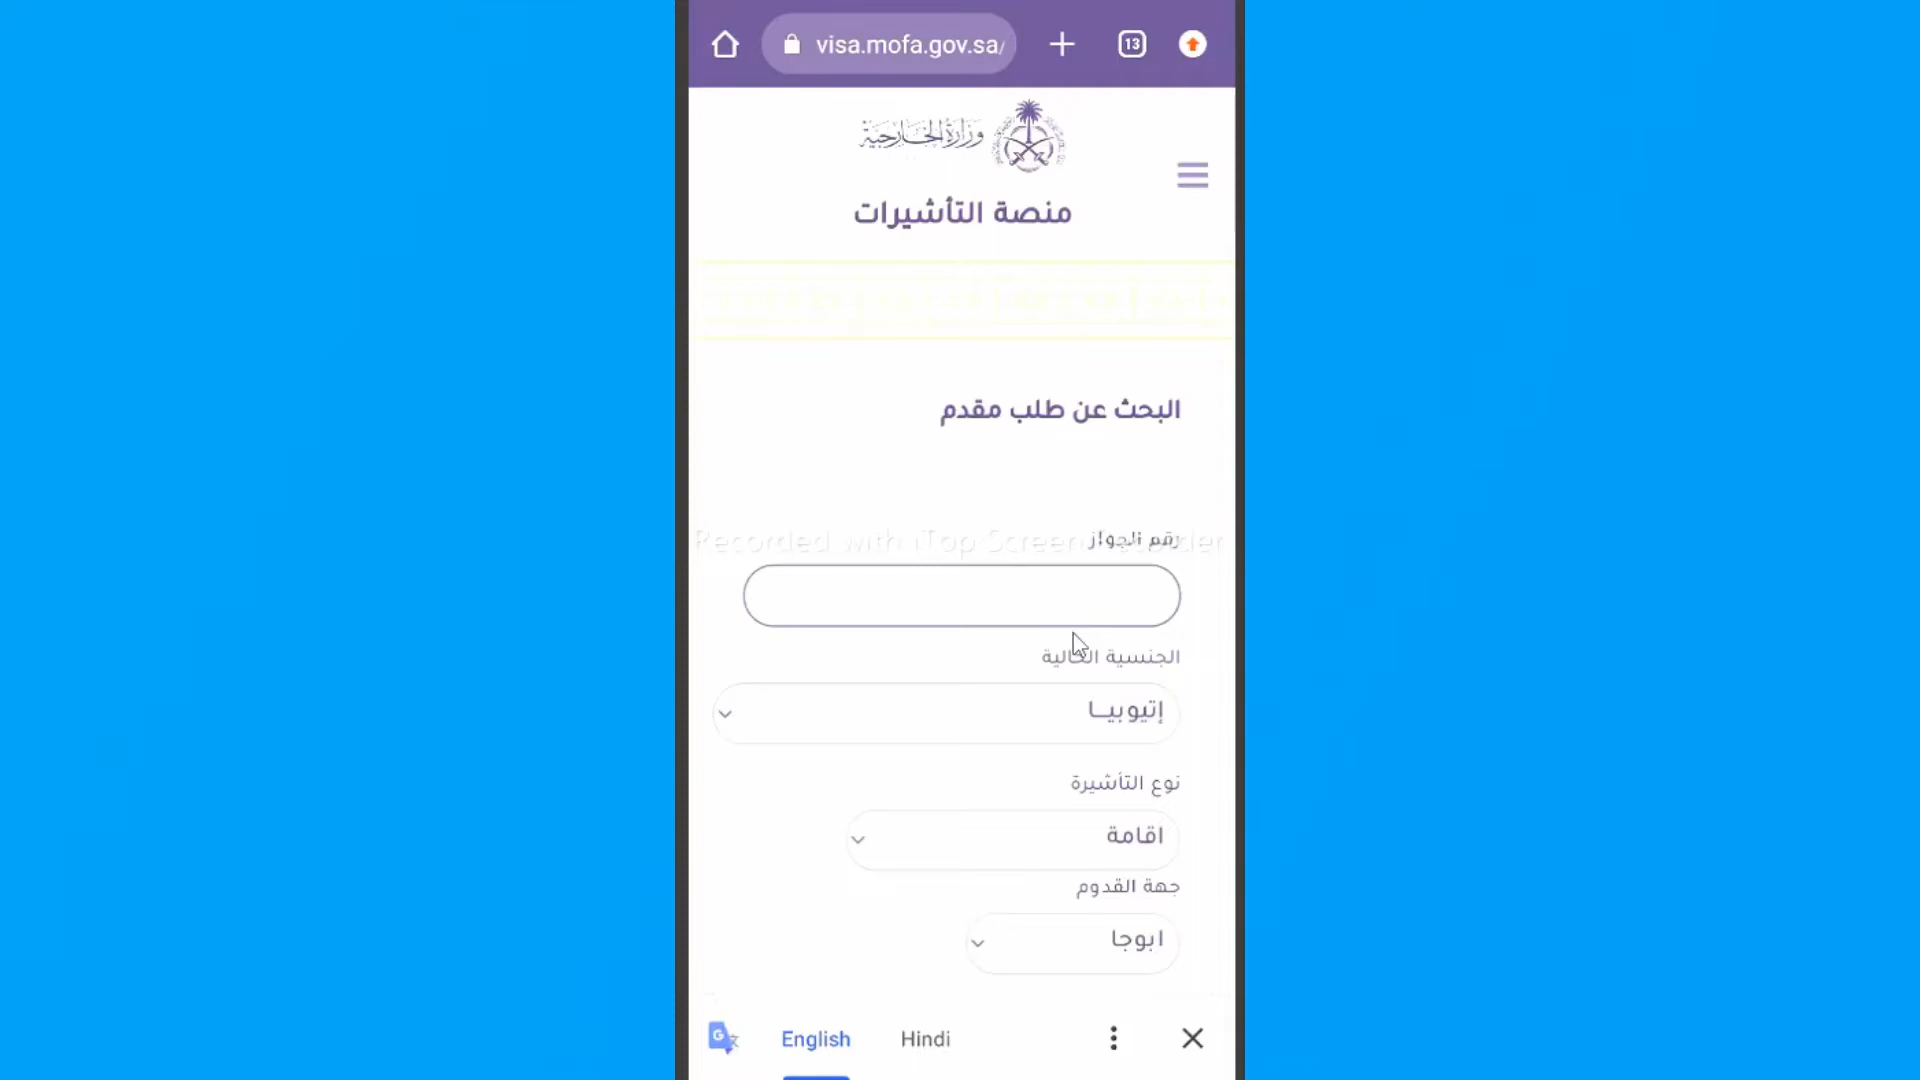 visa.mofa.gov.sa/
13
وزارة الخارجية
منصة التأشيرات
البحث عن طلب مقدم
Recorded with iTop Screen Recorder
رقم الجواز
الجنسية الحالية
إتيوبيــا
نوع التأشيرة
اقامة
جهة القدوم
ابوجا
English
Hindi